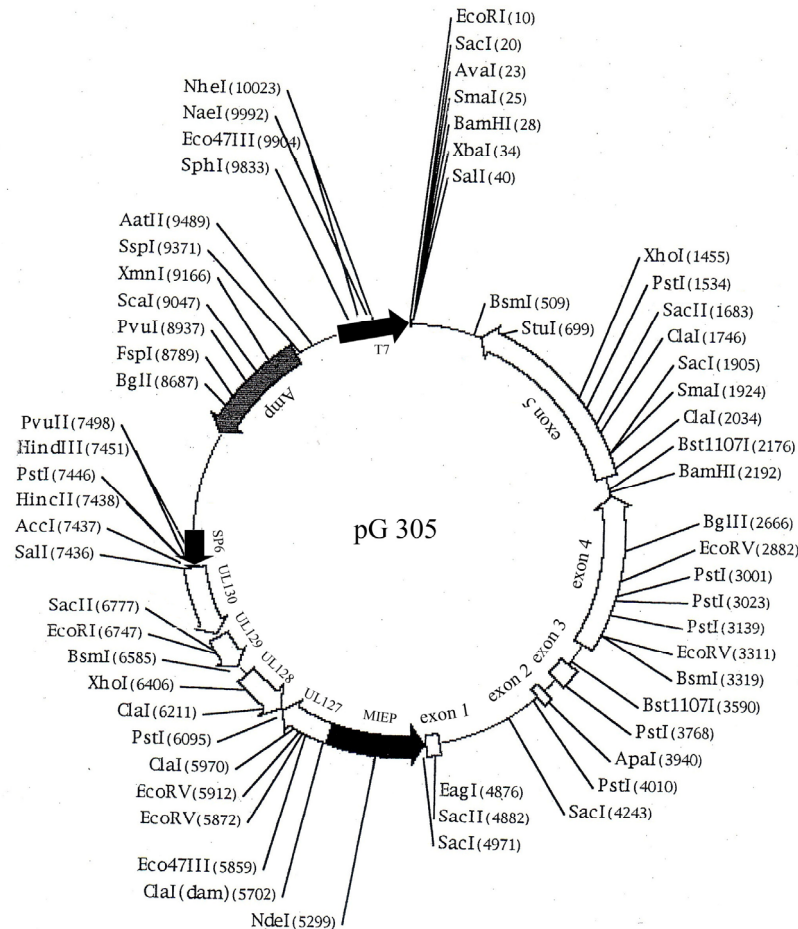 EcoRI(10)
SacI(20)
AvaI(23)
SmaI(25)
BamHI(28)
XbaI(34)
SalI(40)
NheI(10023)
NaeI(9992)
Eco47III(9904)
SphI(9833)
AatII(9489)
SspI(9371)
XmnI(9166)
ScaI(9047)
PvuI(8937)
FspI(8789)
BglI(8687)
PvuII(7498)
HindIII(7451)
PstI(7446)
HincII(7438)
AccI(7437)
SalI(7436)
SacII(6777)
EcoRI(6747)
BsmI(6585)
XhoI(6406)
ClaI(6211)
PstI(6095)
ClaI(5970)
EcoRV(5912)
EcoRV(5872)
Eco47III(5859)
ClaI(dam)(5702)
NdeI(5299)
BsmI(509)
StuI(699)
XhoI(1455)
PstI(1534)
SacII(1683)
ClaI(1746)
SacI(1905)
SmaI(1924)
ClaI(2034)
Bst1107I(2176)
BamHI(2192)
BglII(2666)
EcoRV(2882)
PstI(3001)
PstI(3023)
PstI(3139)
EcoRV(3311)
BsmI(3319)
Bst1107I(3590)
PstI(3768)
ApaI(3940)
PstI(4010)
SacI(4243)
EagI(4876)
SacII(4882)
SacI(4971)
T7
Amp
SP6
UL130
UL129
UL128
UL127
MIEP
exon 1
exon 2
exon 3
exon 4
exon 5
pG 305